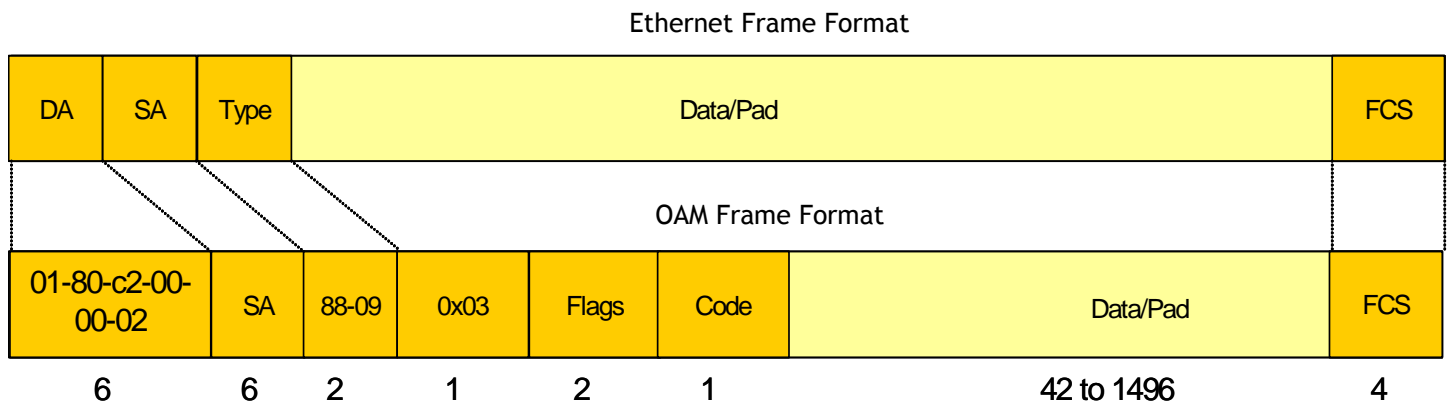 Ethernet Frame Format
DA SA Type Data/Pad FCS
OAM Frame Format
01-80-c2-00-
00-02
SA 88-09 0x03 Flags Code Data/Pad FCS
6 6 2 1 2 1 42 to 1496 4